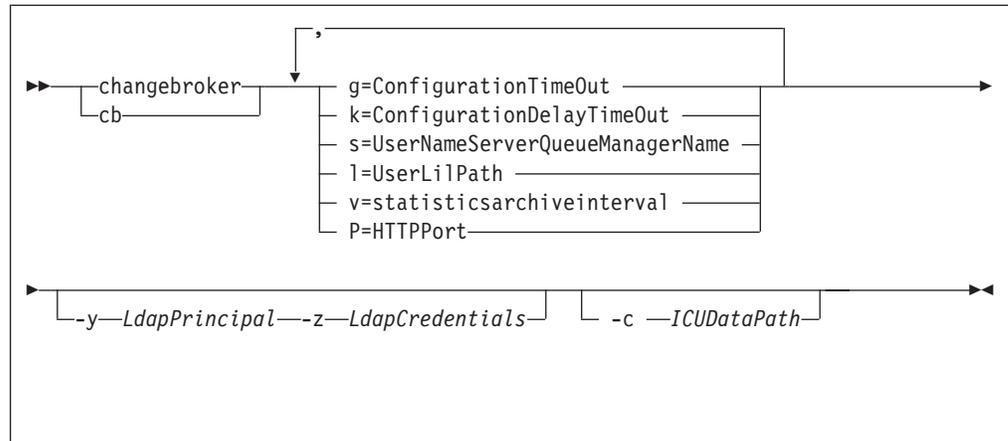 ,
changebroker
cb
g=ConfigurationTimeOut
k=ConfigurationDelayTimeOut
s=UserNameServerQueueManagerName
l=UserLilPath
v=statisticsarchiveinterval
P=HTTPPort
-y LdapPrincipal -z LdapCredentials -c ICUDataPath